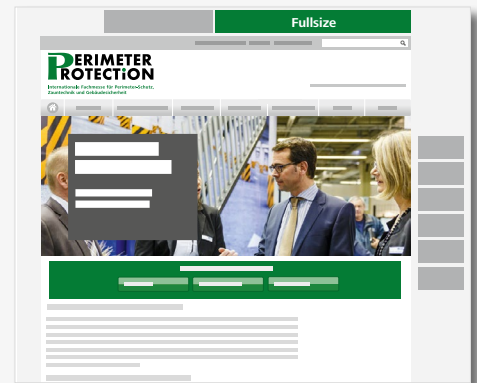 Fullsize
PERIMETER
PROTECTION
Internationale Fachmesse für Perimeter-Schutz,
Zauntechnik und Gebäudesicherheit